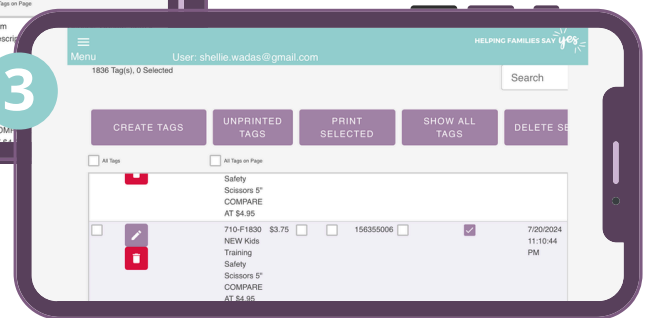 Tags on Page
3
Menu
User: shellie.wadas@gmail.com
HELPING FAMILIES SAY yes
1836 Tag(s), 0 Selected
Search
CREATE TAGS
UNPRINTED
TAGS
PRINT
SELECTED
SHOW ALL
TAGS
DELETE SE
All Tags
All Tags on Page
Safety
Scissors 5"
COMPARE
AT $4.95
710-F1830 $3.75 156355006 7/20/2024
NEW Kids 11:10:44
Training PM
Safety
Scissors 5"
COMPARE
AT $4.95